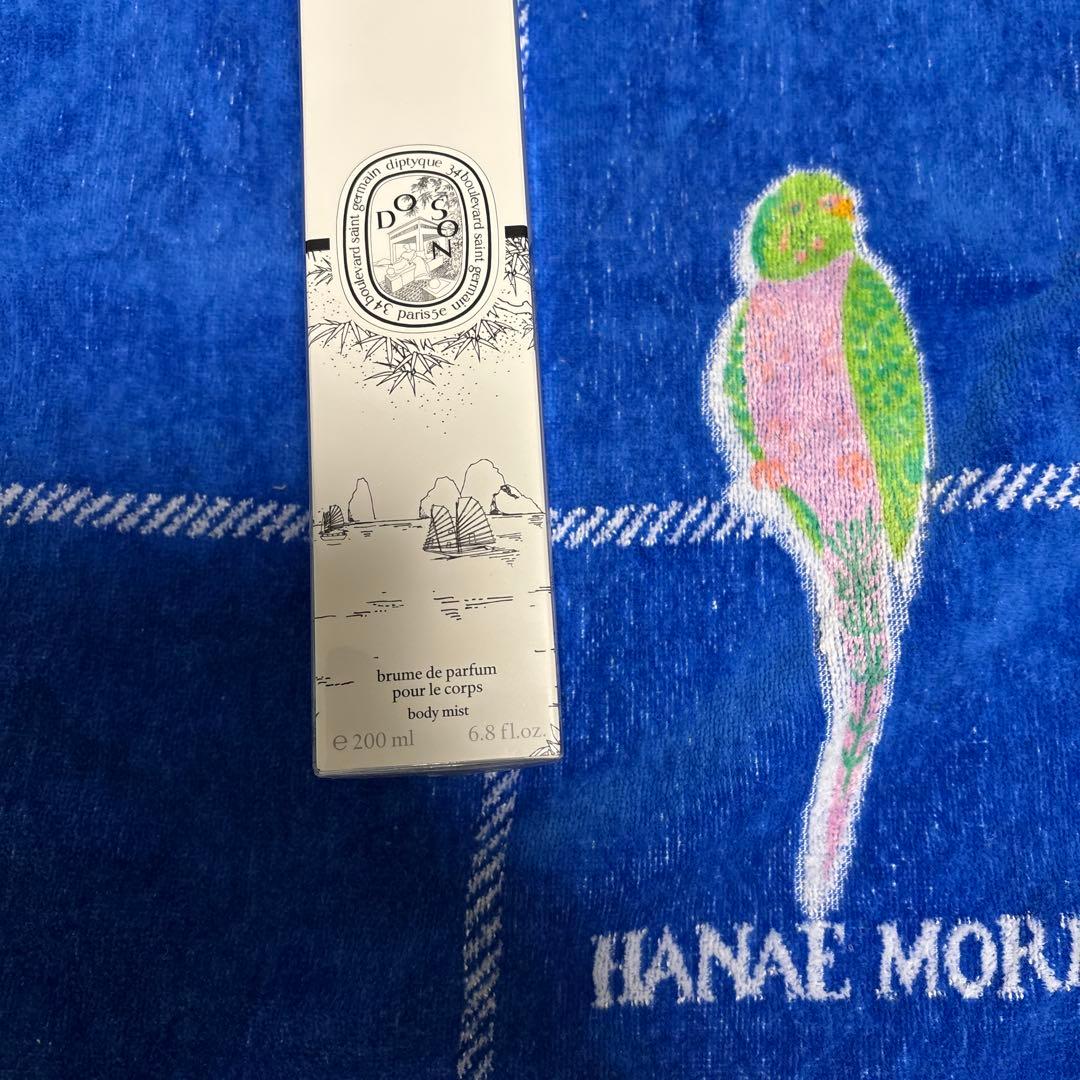 34 boulevard saint germain diptyque 34 boulevard saint germain paris 5e
DO SON
brume de parfum
pour le corps
body mist
e 200 ml 6.8 fl.oz.
HANAE MORI